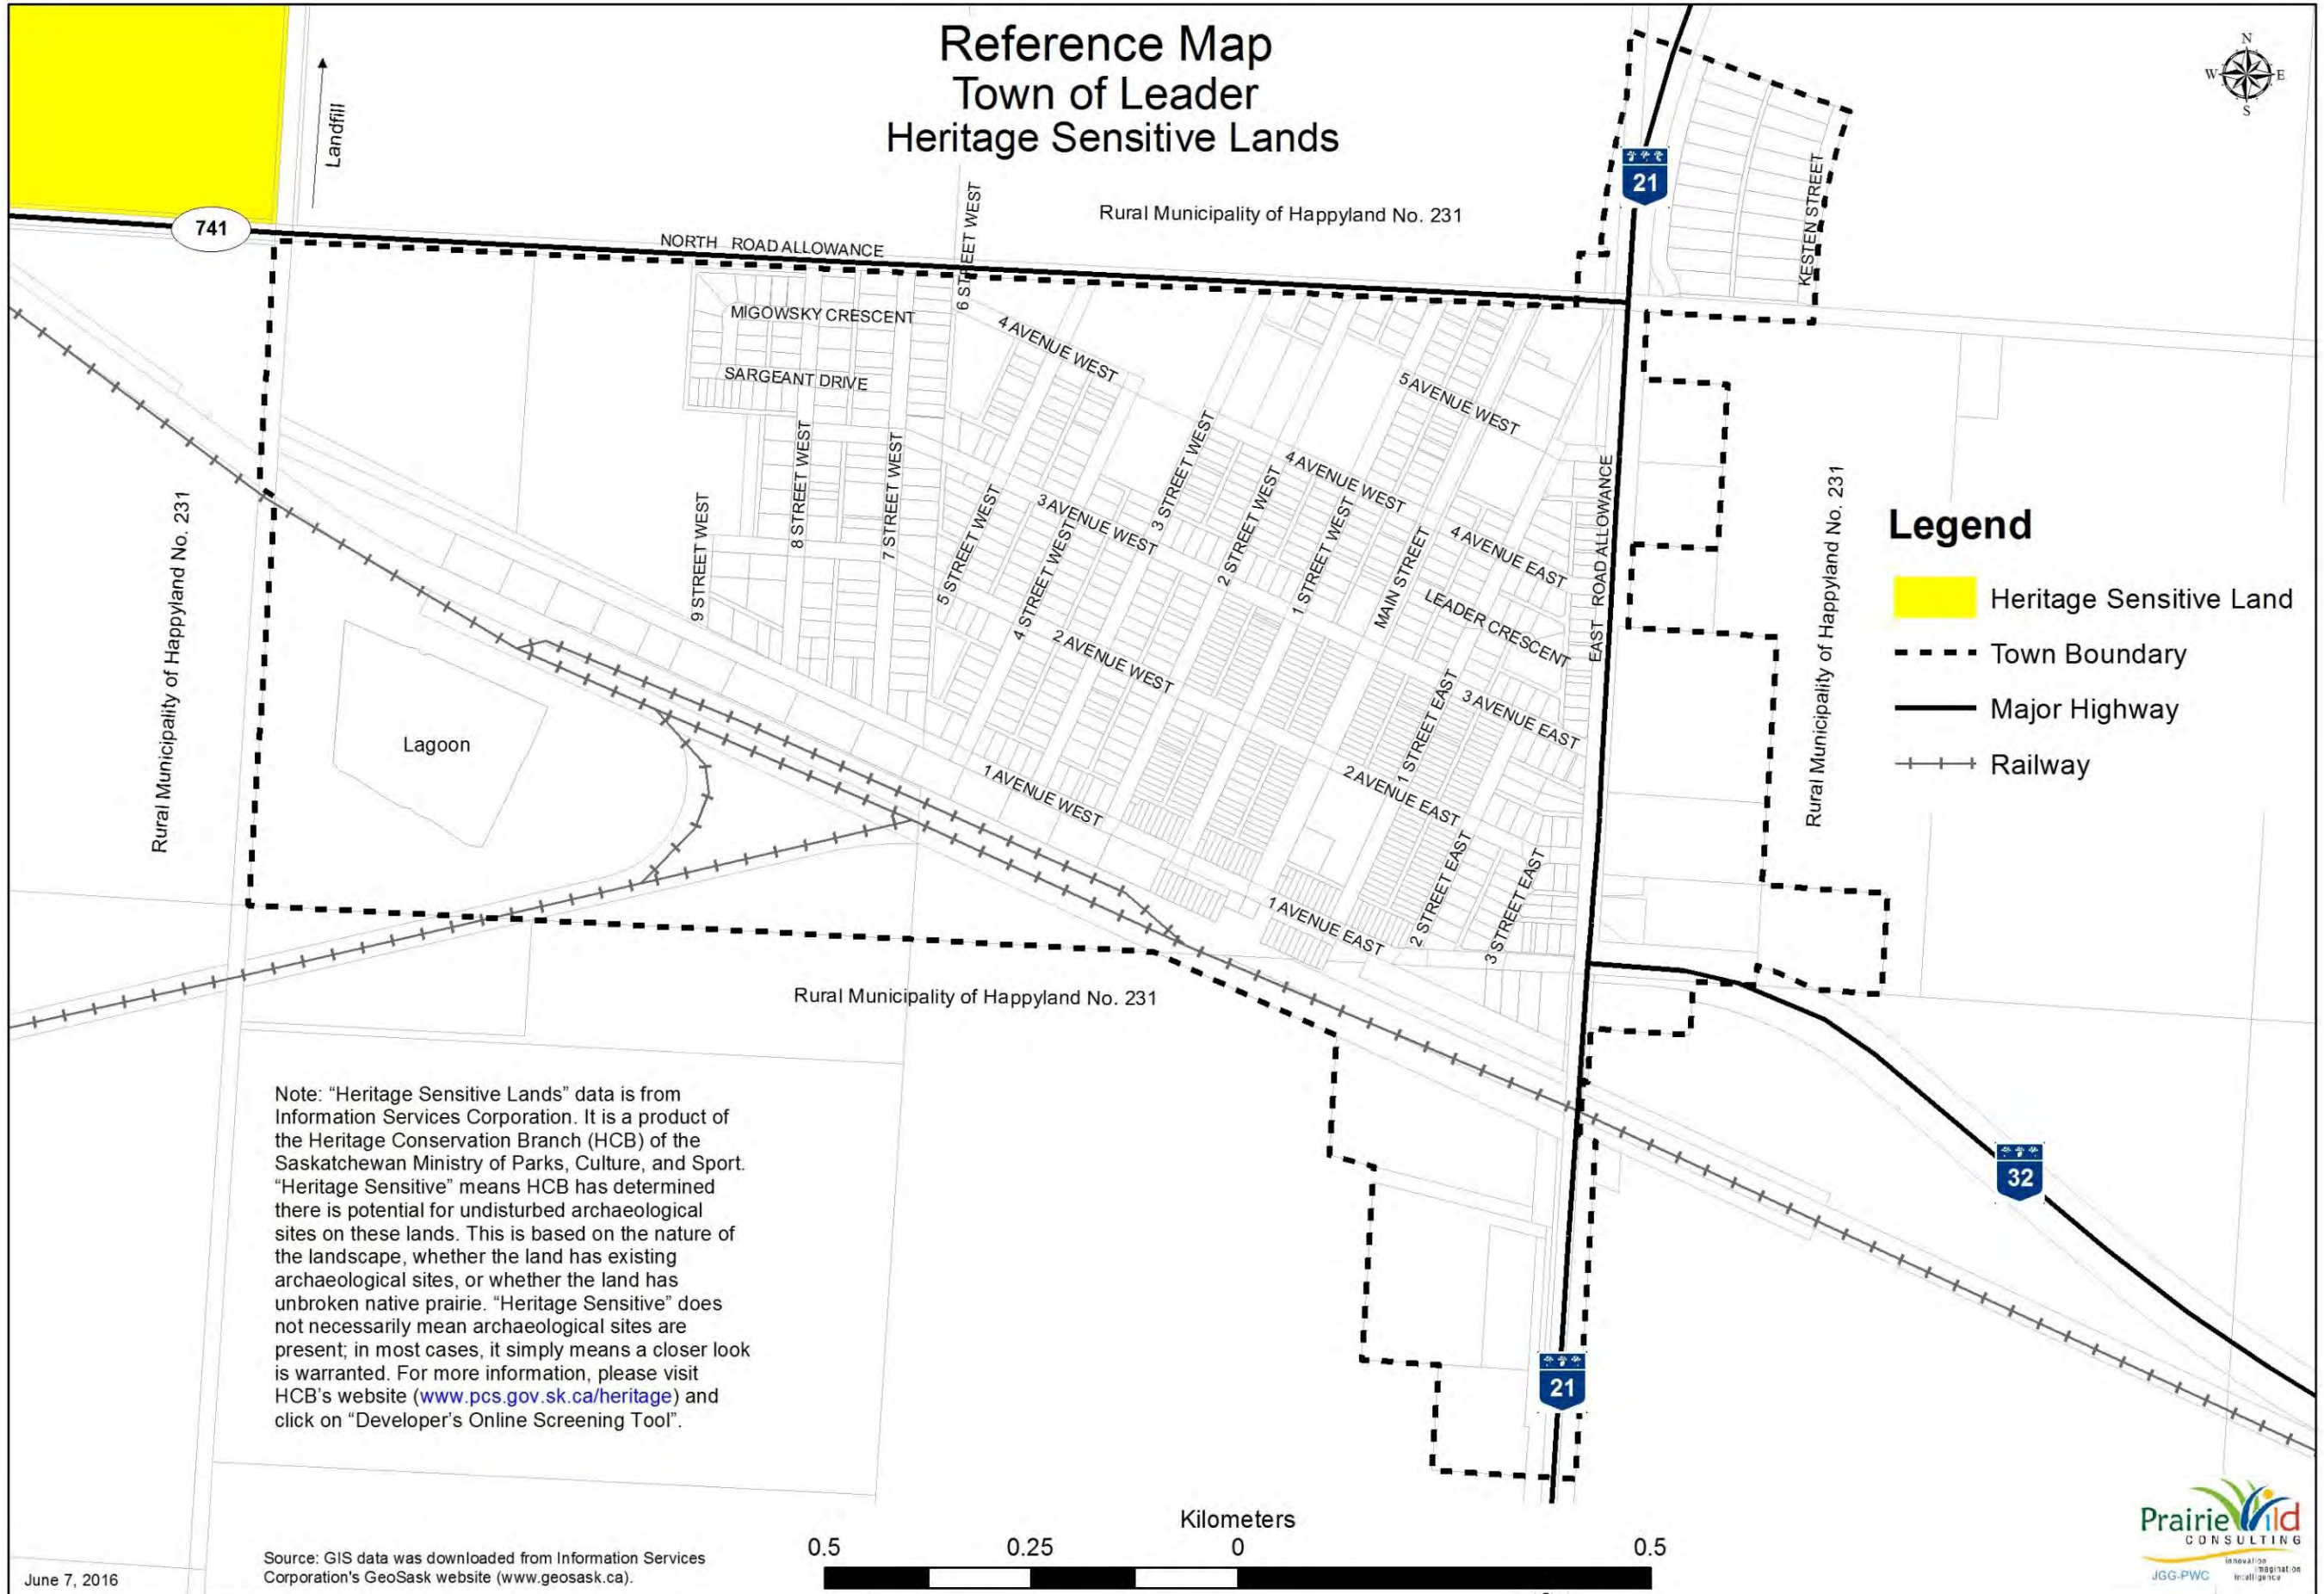 Reference Map
Town of Leader
Heritage Sensitive Lands
N
W
E
S
Landfill
741
21
Rural Municipality of Happyland No. 231
NORTH ROAD ALLOWANCE
6 STREET WEST
KESTEN STREET
MIGOWSKY CRESCENT
4 AVENUE WEST
SARGEANT DRIVE
5 AVENUE WEST
8 STREET WEST
7 STREET WEST
3 STREET WEST
4 AVENUE WEST
9 STREET WEST
5 STREET WEST
3 AVENUE WEST
4 STREET WEST
2 STREET WEST
1 STREET WEST
MAIN STREET
4 AVENUE EAST
LEADER CRESCENT
EAST ROAD ALLOWANCE
2 AVENUE WEST
1 STREET EAST
3 AVENUE EAST
1 AVENUE WEST
2 AVENUE EAST
2 STREET EAST
3 STREET EAST
1 AVENUE EAST
Rural Municipality of Happyland No. 231
Rural Municipality of Happyland No. 231
Lagoon
Rural Municipality of Happyland No. 231
Legend
Heritage Sensitive Land
Town Boundary
Major Highway
Railway
32
21
Note: “Heritage Sensitive Lands” data is from
Information Services Corporation. It is a product of
the Heritage Conservation Branch (HCB) of the
Saskatchewan Ministry of Parks, Culture, and Sport.
“Heritage Sensitive” means HCB has determined
there is potential for undisturbed archaeological
sites on these lands. This is based on the nature of
the landscape, whether the land has existing
archaeological sites, or whether the land has
unbroken native prairie. “Heritage Sensitive” does
not necessarily mean archaeological sites are
present; in most cases, it simply means a closer look
is warranted. For more information, please visit
HCB’s website (www.pcs.gov.sk.ca/heritage) and
click on “Developer’s Online Screening Tool”.
Kilometers
0.5 0.25 0 0.5
Source: GIS data was downloaded from Information Services
Corporation's GeoSask website (www.geosask.ca).
June 7, 2016
Prairie Wild
CONSULTING
innovation
imagination
intelligence
JGG-PWC